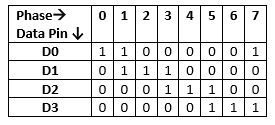 Phase→ 0 1 2 3 4 5 6 7
Data Pin ↓
D0 1 1 0 0 0 0 0 1
D1 0 1 1 1 0 0 0 0
D2 0 0 0 1 1 1 0 0
D3 0 0 0 0 0 1 1 1